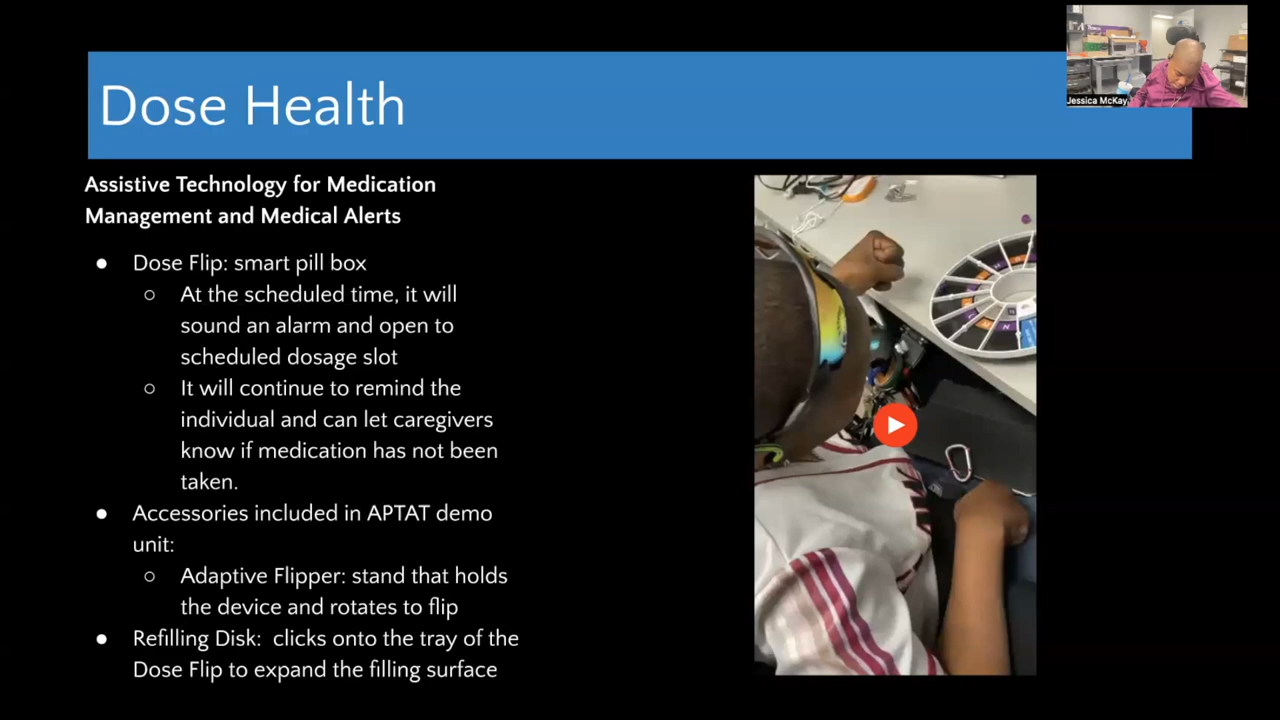 Dose Health
Jessica McKay
Assistive Technology for Medication
Management and Medical Alerts
● Dose Flip: smart pill box
○ At the scheduled time, it will
sound an alarm and open to
scheduled dosage slot
○ It will continue to remind the
individual and can let caregivers
know if medication has not been
taken.
● Accessories included in APTAT demo
unit:
○ Adaptive Flipper: stand that holds
the device and rotates to flip
● Refilling Disk:  clicks onto the tray of the
Dose Flip to expand the filling surface